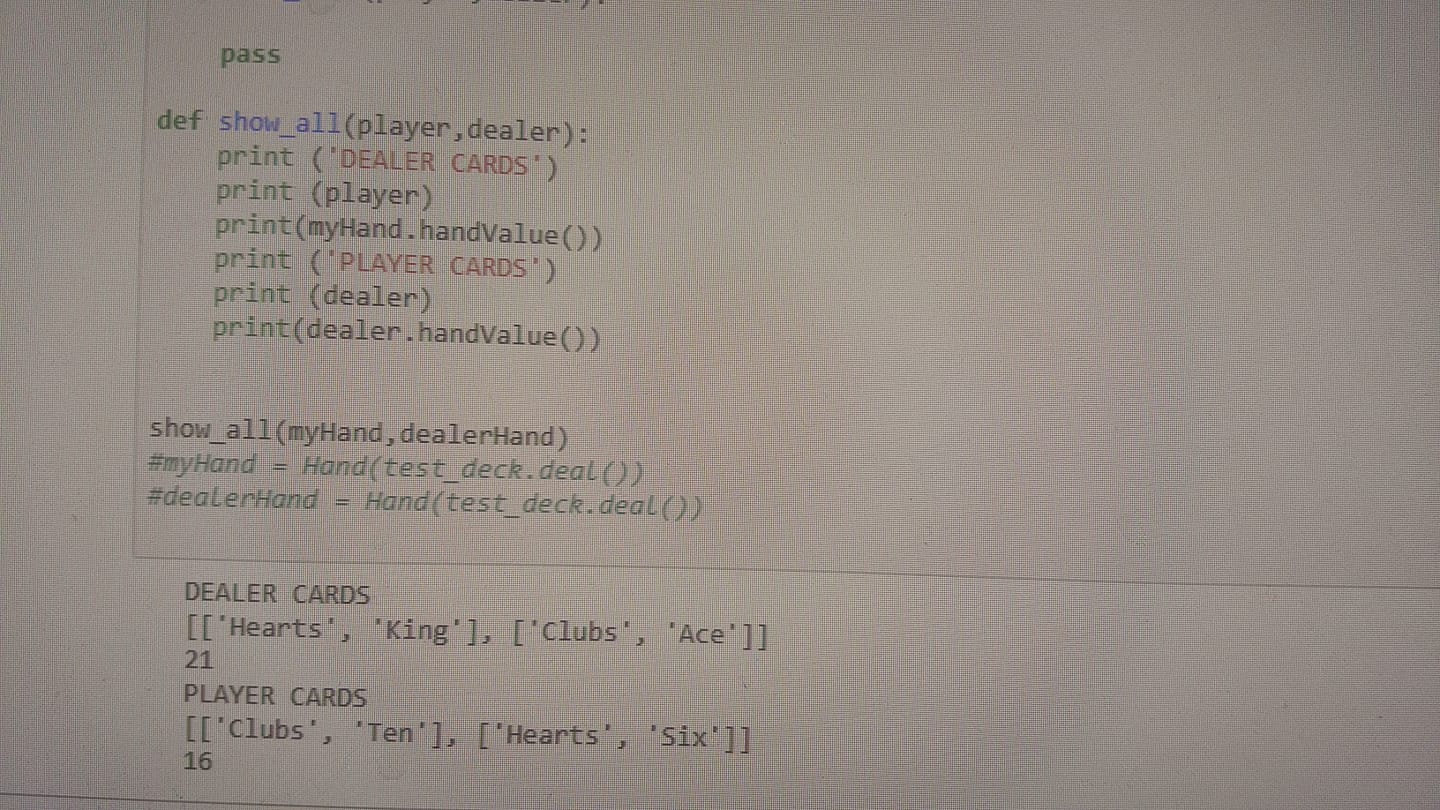 pass
def show_all(player,dealer):
print ('DEALER CARDS')
print (player)
print(myHand.handValue())
print ('PLAYER CARDS')
print (dealer)
print(dealer.handValue())
show_all(myHand,dealerHand)
#myHand = Hand(test_deck.deal())
#dealerHand = Hand(test_deck.deal())
DEALER CARDS
[['Hearts', 'King'], ['Clubs', 'Ace']]
21
PLAYER CARDS
[['Clubs', 'Ten'], ['Hearts', 'Six']]
16